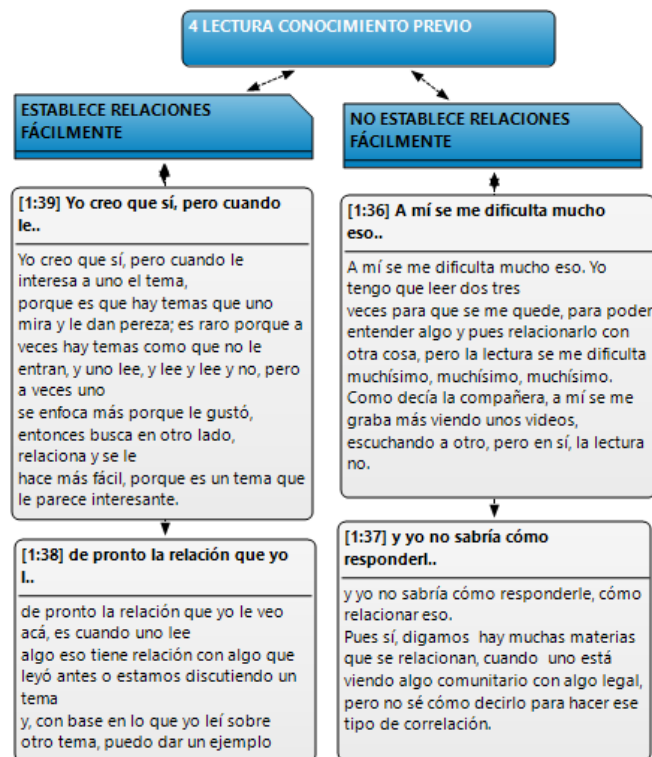 4 LECTURA CONOCIMIENTO PREVIO
ESTABLECE RELACIONES
FÁCILMENTE
[1:39] Yo creo que sí, pero cuando
le..
Yo creo que sí, pero cuando le
interesa a uno el tema,
porque es que hay temas que uno
mira y le dan pereza; es raro porque a
veces hay temas como que no le
entran, y uno lee, y lee y lee y no, pero
a veces uno
se enfoca más porque le gustó,
entonces busca en otro lado,
relaciona y se le
hace más fácil, porque es un tema que
le parece interesante.
[1:38] de pronto la relación que yo
l..
de pronto la relación que yo le veo
acá, es cuando uno lee
algo eso tiene relación con algo que
leyó antes o estamos discutiendo un
tema
y, con base en lo que yo leí sobre
otro tema, puedo dar un ejemplo
NO ESTABLECE RELACIONES
FÁCILMENTE
[1:36] A mí se me dificulta mucho
eso..
A mí se me dificulta mucho eso. Yo
tengo que leer dos tres
veces para que se me quede, para poder
entender algo y pues relacionarlo con
otra cosa, pero la lectura se me dificulta
muchísimo, muchísimo, muchísimo.
Como decía la compañera, a mí se me
graba más viendo unos videos,
escuchando a otro, pero en sí, la lectura
no.
[1:37] y yo no sabría cómo
responderl..
y yo no sabría cómo responderle, cómo
relacionar eso.
Pues sí, digamos hay muchas materias
que se relacionan, cuando uno está
viendo algo comunitario con algo legal,
pero no sé cómo decirlo para hacer ese
tipo de correlación.